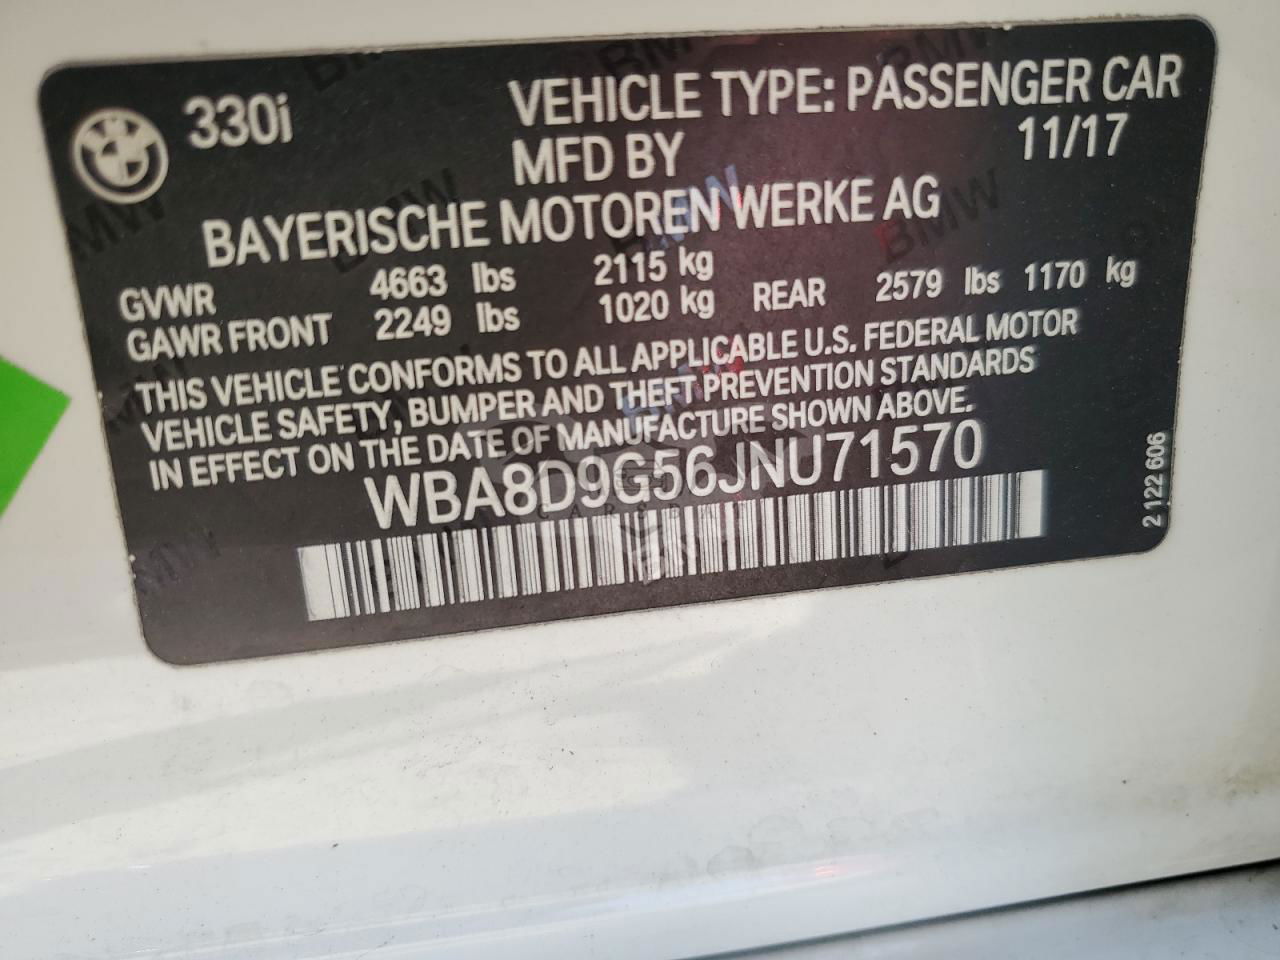 330i VEHICLE TYPE: PASSENGER CAR
MFD BY 11/17
BAYERISCHE MOTOREN WERKE AG
GVWR 4663 lbs 2115 kg
GAWR FRONT 2249 lbs 1020 kg REAR 2579 lbs 1170 kg
THIS VEHICLE CONFORMS TO ALL APPLICABLE U.S. FEDERAL MOTOR
VEHICLE SAFETY, BUMPER AND THEFT PREVENTION STANDARDS
IN EFFECT ON THE DATE OF MANUFACTURE SHOWN ABOVE.
WBA8D9G56JNU71570
2 122 606